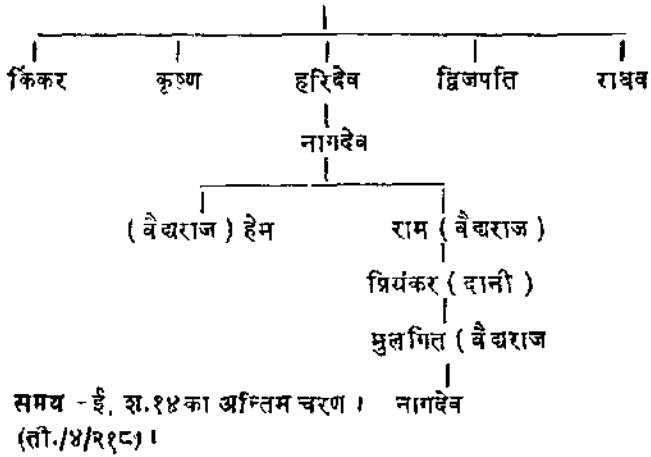 किंकर कृष्ण हरिदेव द्विजपति राघव
नागदेव
( वैद्यराज ) हेम राम ( वैद्यराज )
प्रियंकर ( दानी )
मुलगित ( वैद्यराज
समय - ई. श.१४ का अन्तिम चरण । नागदेव
(ती./४/२१८) ।